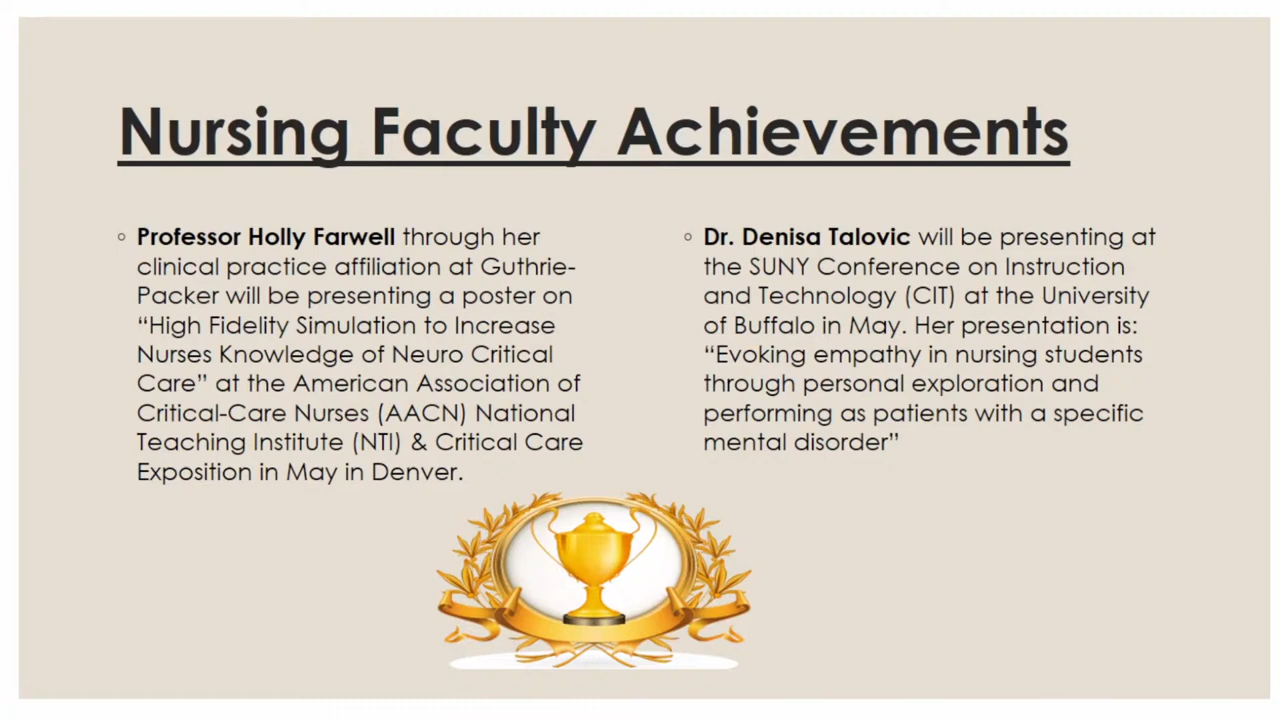 Nursing Faculty Achievements
◦ Professor Holly Farwell through her
clinical practice affiliation at Guthrie-
Packer will be presenting a poster on
“High Fidelity Simulation to Increase
Nurses Knowledge of Neuro Critical
Care” at the American Association of
Critical-Care Nurses (AACN) National
Teaching Institute (NTI) & Critical Care
Exposition in May in Denver.
◦ Dr. Denisa Talovic will be presenting at
the SUNY Conference on Instruction
and Technology (CIT) at the University
of Buffalo in May. Her presentation is:
“Evoking empathy in nursing students
through personal exploration and
performing as patients with a specific
mental disorder”